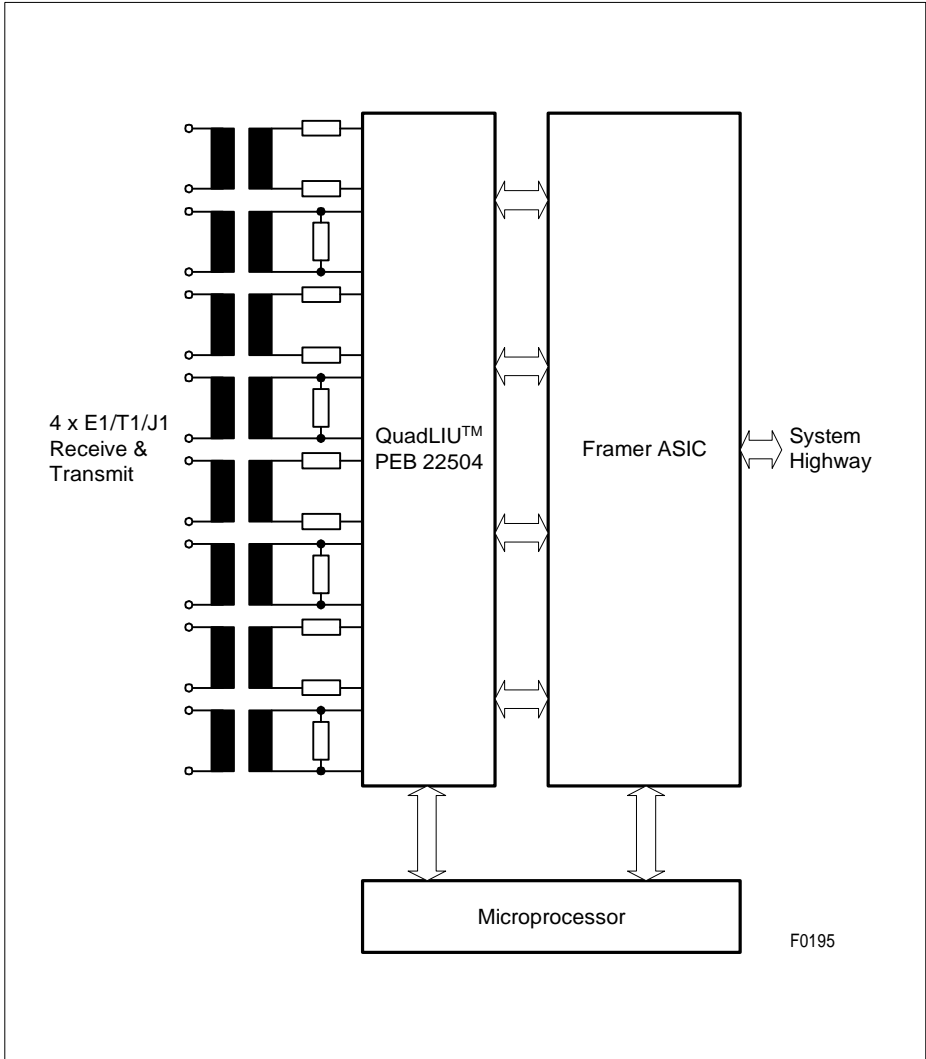 4 x E1/T1/J1
Receive &
Transmit
QuadLIU™
PEB 22504
Framer ASIC
System
Highway
Microprocessor
F0195